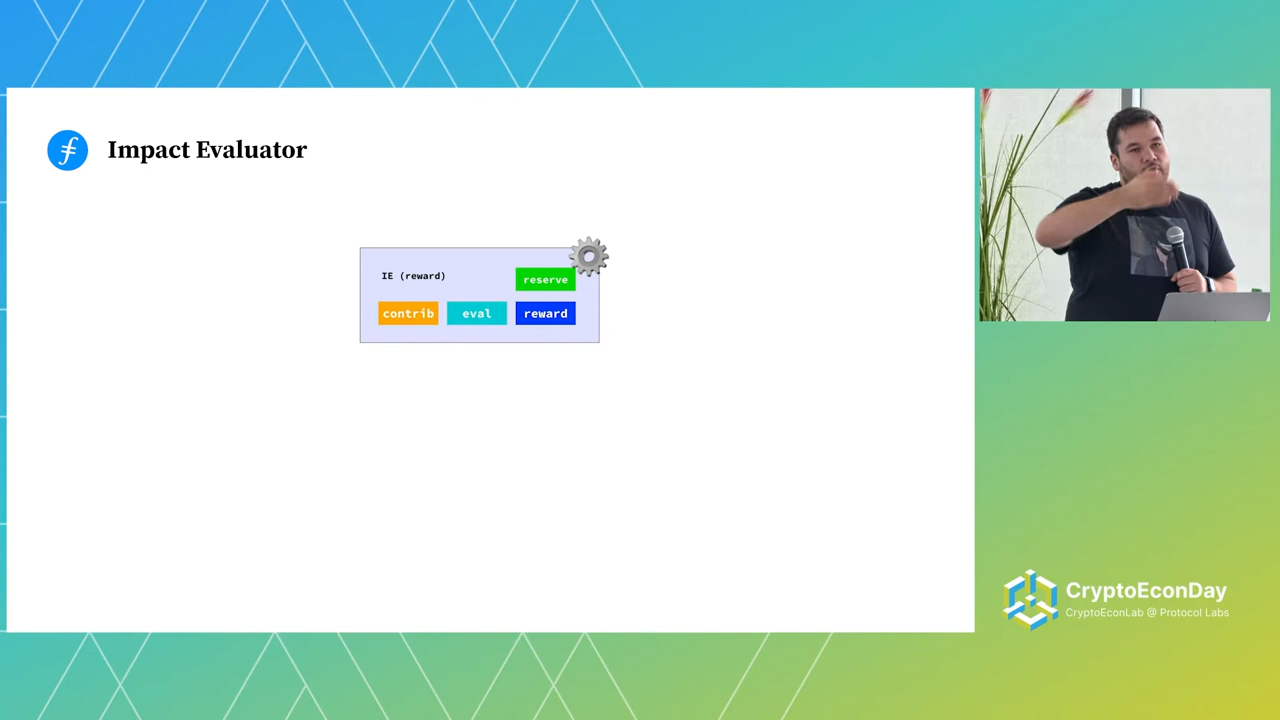 Impact Evaluator
IE (reward)
reserve
contrib
eval
reward
CryptoEconDay
CryptoEconLab @ Protocol Labs